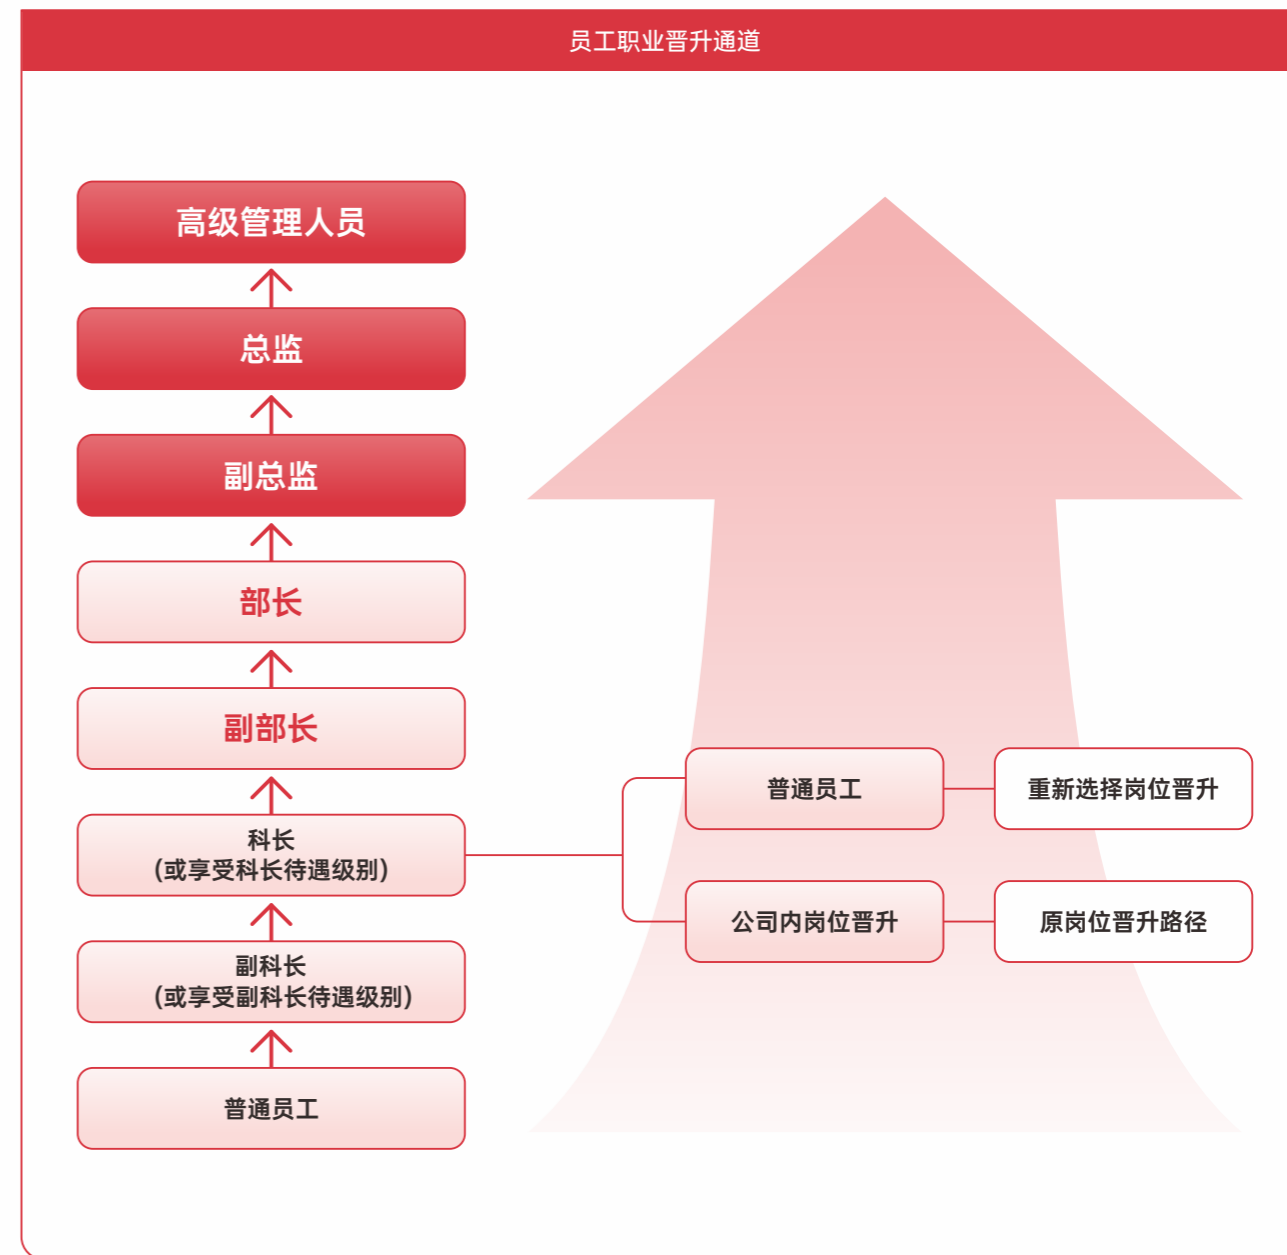 员工职业晋升通道
高级管理人员
总监
副总监
部长
副部长
科长
(或享受科长待遇级别)
副科长
(或享受副科长待遇级别)
普通员工
普通员工
重新选择岗位晋升
公司内岗位晋升
原岗位晋升路径